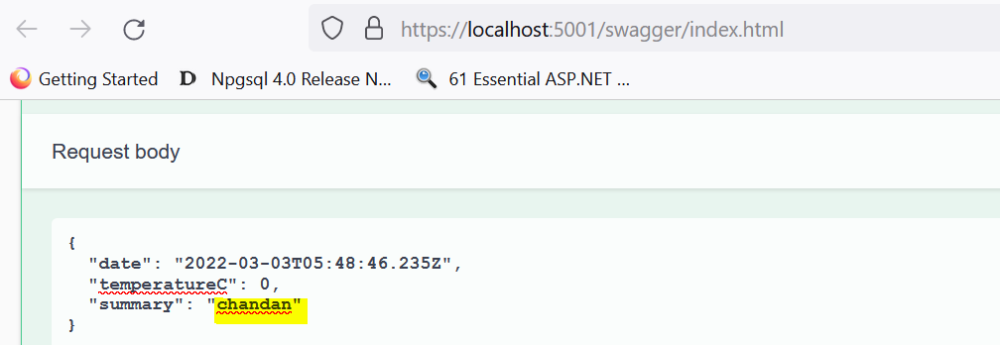 https://localhost:5001/swagger/index.html
Getting Started D Npgsql 4.0 Release N... 61 Essential ASP.NET ...
Request body
{
"date": "2022-03-03T05:48:46.235Z",
"temperatureC": 0,
"summary": "chandan"
}